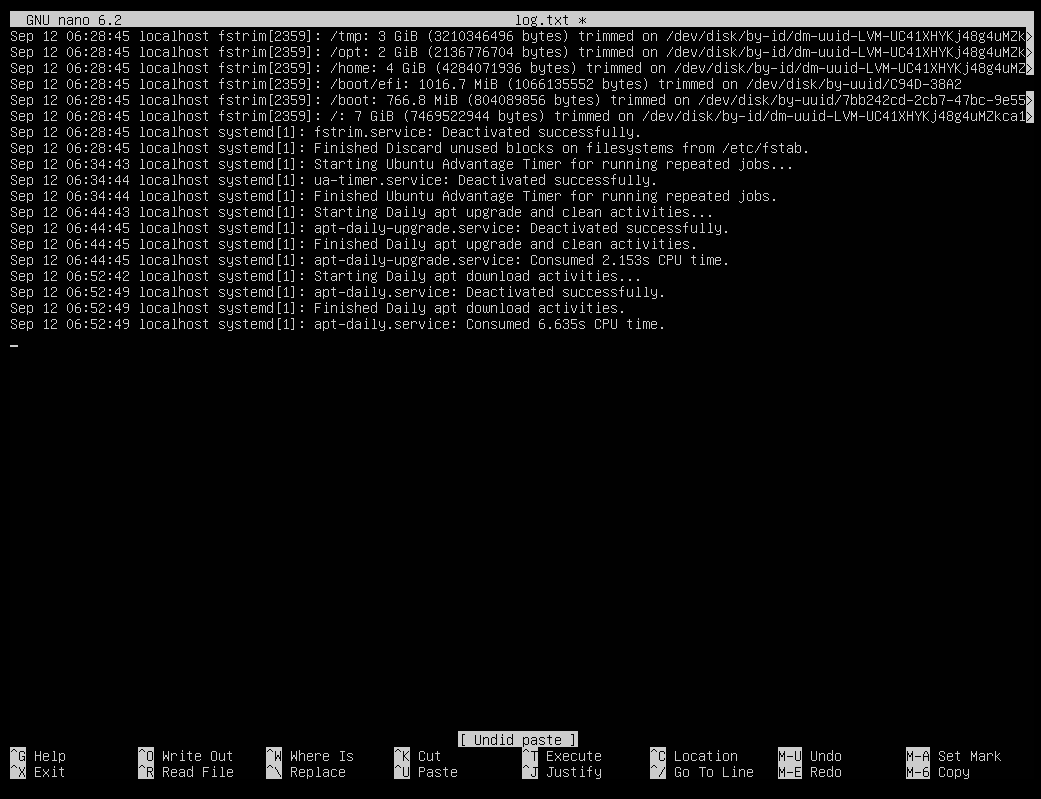 GNU nano 6.2 log.txt *
Sep 12 06:28:45 localhost fstrim[2359]: /tmp: 3 GiB (3210346496 bytes) trimmed on /dev/disk/by-id/dm-uuid-LVM-UC41XHYKj48g4uMZk>
Sep 12 06:28:45 localhost fstrim[2359]: /opt: 2 GiB (2136776704 bytes) trimmed on /dev/disk/by-id/dm-uuid-LVM-UC41XHYKj48g4uMZk>
Sep 12 06:28:45 localhost fstrim[2359]: /home: 4 GiB (4284071936 bytes) trimmed on /dev/disk/by-id/dm-uuid-LVM-UC41XHYKj48g4uMZ>
Sep 12 06:28:45 localhost fstrim[2359]: /boot/efi: 1016.7 MiB (1066135552 bytes) trimmed on /dev/disk/by-uuid/C94D-38A2
Sep 12 06:28:45 localhost fstrim[2359]: /boot: 766.8 MiB (804089856 bytes) trimmed on /dev/disk/by-uuid/7bb242cd-2cb7-47bc-9e55>
Sep 12 06:28:45 localhost fstrim[2359]: /: 7 GiB (7469522944 bytes) trimmed on /dev/disk/by-id/dm-uuid-LVM-UC41XHYKj48g4uMZkca1>
Sep 12 06:28:45 localhost systemd[1]: fstrim.service: Deactivated successfully.
Sep 12 06:28:45 localhost systemd[1]: Finished Discard unused blocks on filesystems from /etc/fstab.
Sep 12 06:34:43 localhost systemd[1]: Starting Ubuntu Advantage Timer for running repeated jobs...
Sep 12 06:34:44 localhost systemd[1]: ua-timer.service: Deactivated successfully.
Sep 12 06:34:44 localhost systemd[1]: Finished Ubuntu Advantage Timer for running repeated jobs.
Sep 12 06:44:43 localhost systemd[1]: Starting Daily apt upgrade and clean activities...
Sep 12 06:44:45 localhost systemd[1]: apt-daily-upgrade.service: Deactivated successfully.
Sep 12 06:44:45 localhost systemd[1]: Finished Daily apt upgrade and clean activities.
Sep 12 06:44:45 localhost systemd[1]: apt-daily-upgrade.service: Consumed 2.153s CPU time.
Sep 12 06:52:42 localhost systemd[1]: Starting Daily apt download activities...
Sep 12 06:52:49 localhost systemd[1]: apt-daily.service: Deactivated successfully.
Sep 12 06:52:49 localhost systemd[1]: Finished Daily apt download activities.
Sep 12 06:52:49 localhost systemd[1]: apt-daily.service: Consumed 6.635s CPU time.
[ Undid paste ]
^G Help ^O Write Out ^W Where Is ^K Cut ^T Execute ^C Location M-U Undo M-A Set Mark
^X Exit ^R Read File ^\ Replace ^U Paste ^J Justify ^/ Go To Line M-E Redo M-6 Copy